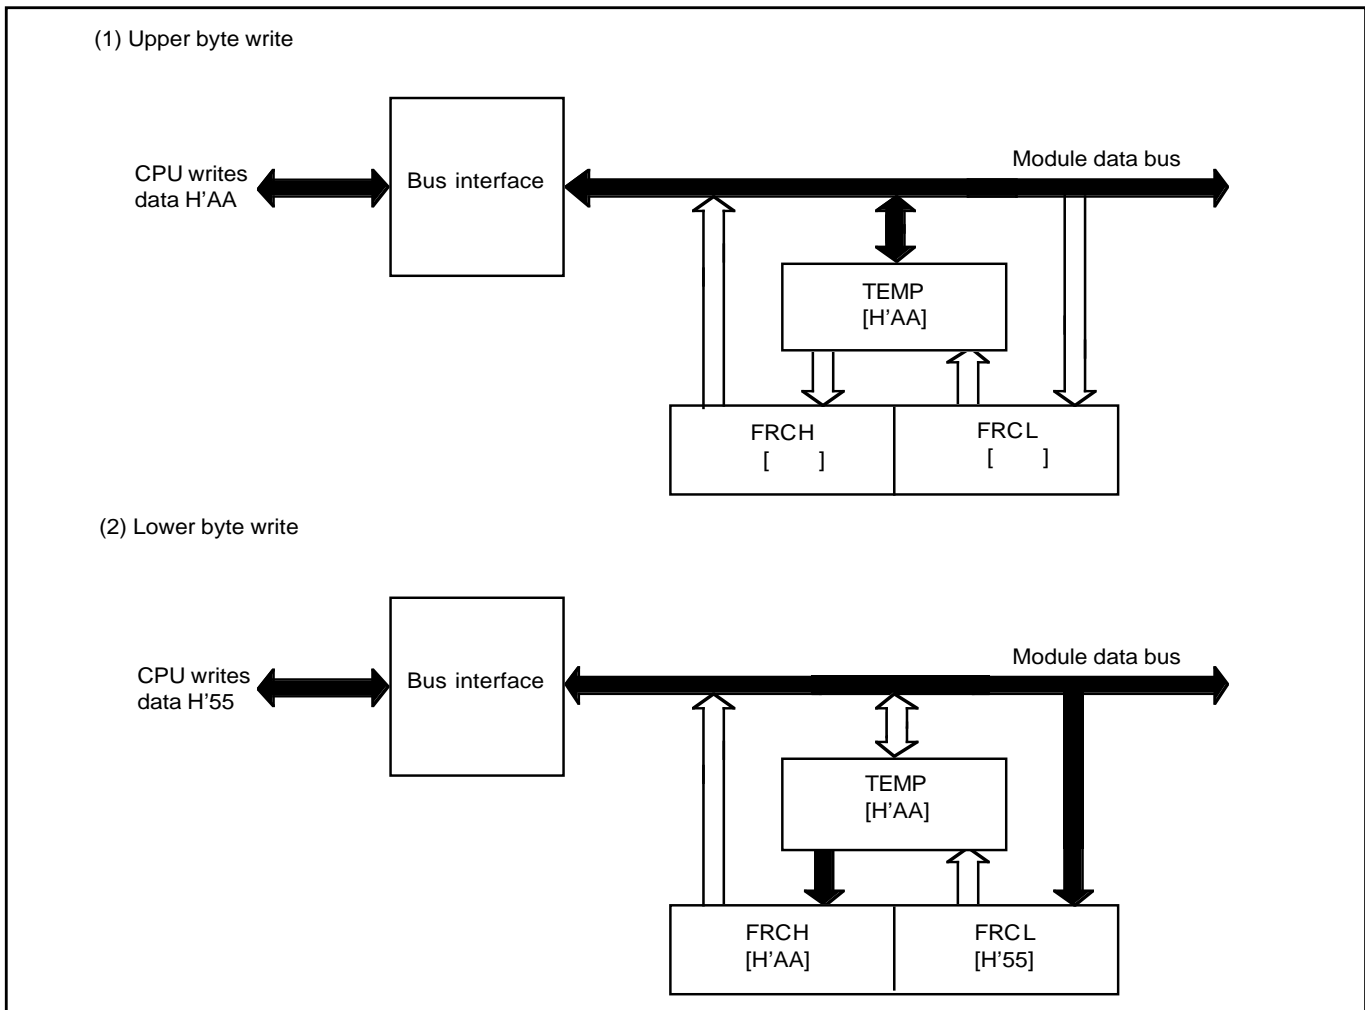 (1) Upper byte write
CPU writes
data H’AA
Bus interface
Module data bus
TEMP
[H’AA]
FRCH
[ ]
FRCL
[ ]
(2) Lower byte write
CPU writes
data H’55
Bus interface
Module data bus
TEMP
[H’AA]
FRCH
[H’AA]
FRCL
[H’55]